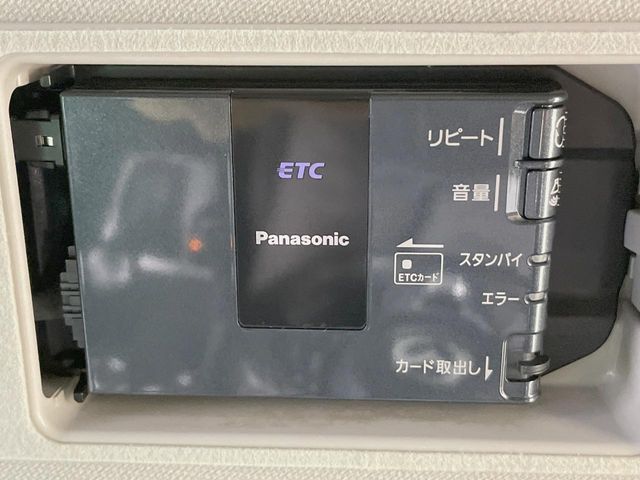 リピート
ETC
音量
Panasonic
スタンバイ
ETCカード
エラー
カード取出し